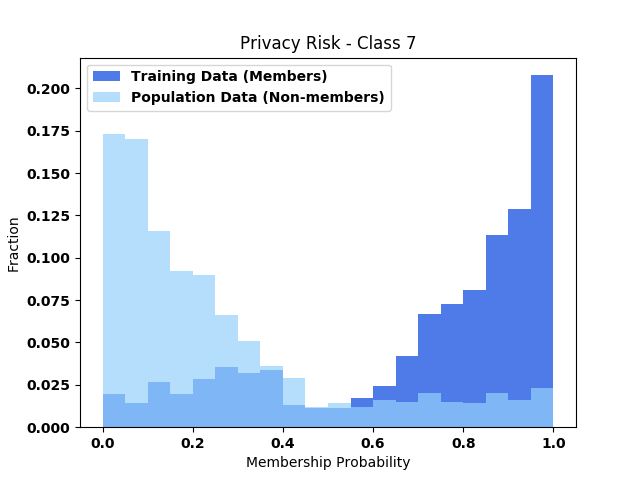 Privacy Risk - Class 7
Training Data (Members)
Population Data (Non-members)
0.200
0.175
0.150
0.125
0.100
0.075
0.050
0.025
0.000
Fraction
0.0 0.2 0.4 0.6 0.8 1.0
Membership Probability